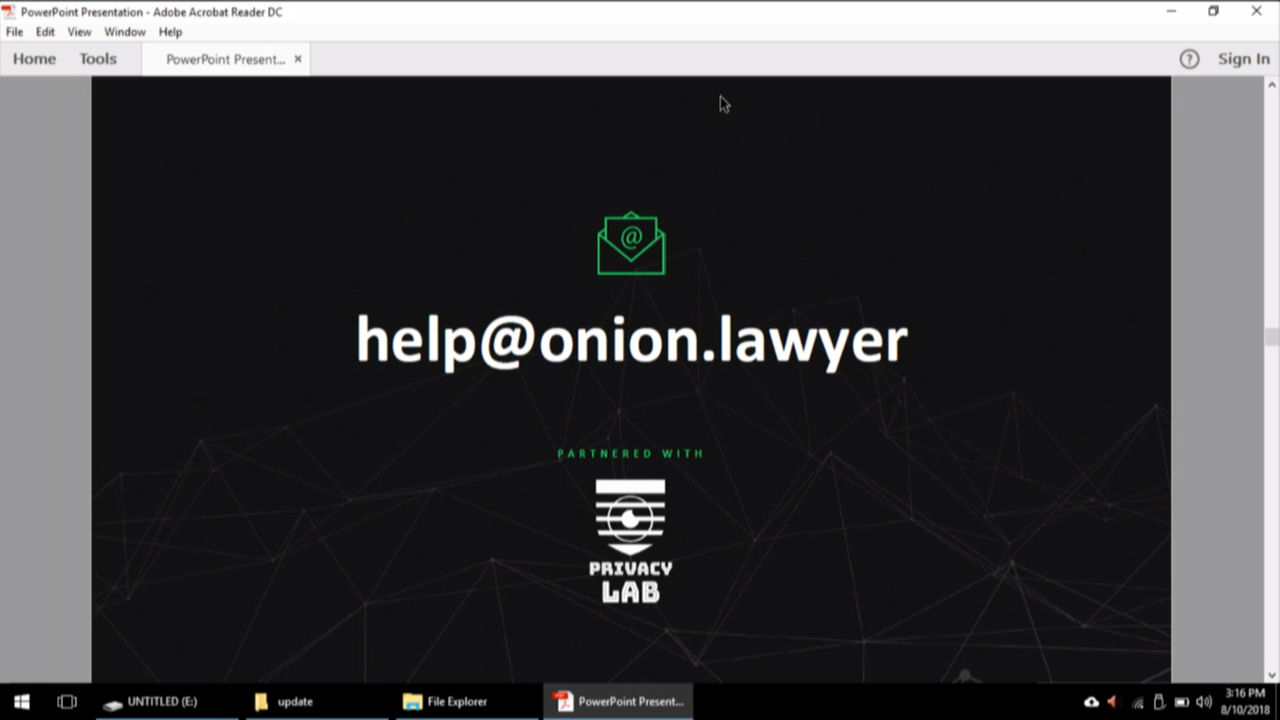 PowerPoint Presentation - Adobe Acrobat Reader DC
File Edit View Window Help
Home Tools PowerPoint Present... × ? Sign In
@
help@onion.lawyer
PARTNERED WITH
PRIVACY
LAB
UNTITLED (E:) update File Explorer PowerPoint Present... 3:16 PM
8/10/2018